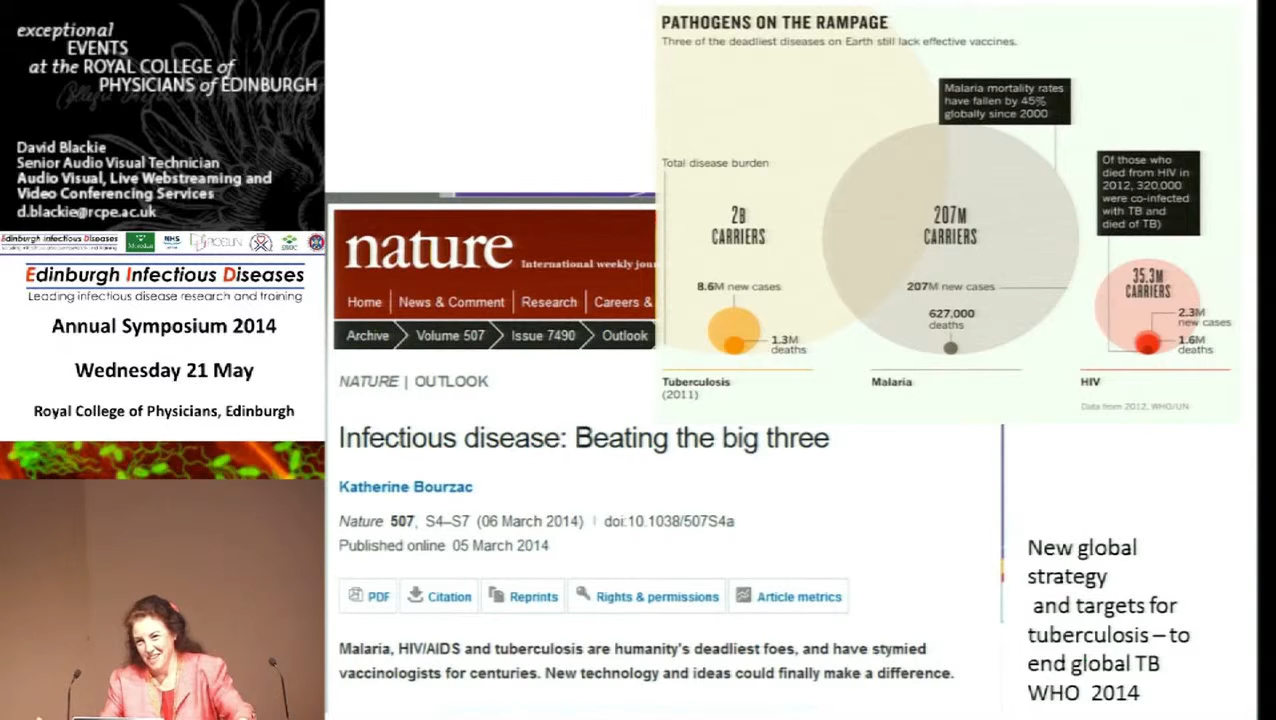 exceptional
EVENTS
at the ROYAL COLLEGE of
PHYSICIANS of EDINBURGH
David Blackie
Senior Audio Visual Technician
Audio Visual, Live Webstreaming and
Video Conferencing Services
d.blackie@rcpe.ac.uk
Edinburgh Infectious Diseases
Moredun
NHS
ROSLIN
Edinburgh Infectious Diseases
Leading infectious disease research and training
Annual Symposium 2014
Wednesday 21 May
Royal College of Physicians, Edinburgh
PATHOGENS ON THE RAMPAGE
Three of the deadliest diseases on Earth still lack effective vaccines.
Malaria mortality rates
have fallen by 45%
globally since 2000
Total disease burden
Of those who
died from HIV in
2012, 320,000
were co-infected
with TB and
died of TB)
2B
CARRIERS
207M
CARRIERS
35.3M
CARRIERS
8.6M new cases
207M new cases
627,000
deaths
2.3M
new cases
1.3M
deaths
1.6M
deaths
Tuberculosis
(2011)
Malaria
HIV
Data from 2012, WHO/UN
nature
International weekly jou
Home
News & Comment
Research
Careers &
Archive
Volume 507
Issue 7490
Outlook
NATURE | OUTLOOK
Infectious disease: Beating the big three
Katherine Bourzac
Nature 507, S4–S7 (06 March 2014) | doi:10.1038/507S4a
Published online 05 March 2014
PDF
Citation
Reprints
Rights & permissions
Article metrics
Malaria, HIV/AIDS and tuberculosis are humanity's deadliest foes, and have stymied
vaccinologists for centuries. New technology and ideas could finally make a difference.
New global
strategy
and targets for
tuberculosis – to
end global TB
WHO 2014